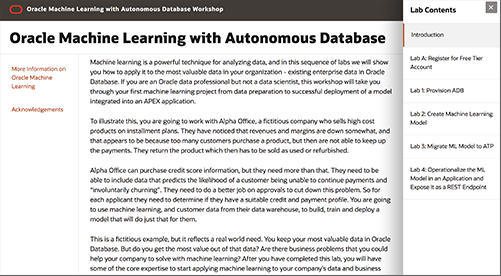 Oracle Machine Learning with Autonomous Database Workshop
Oracle Machine Learning with Autonomous Database
More Information on
Oracle Machine
Learning
Acknowledgements
Machine learning is a powerful technique for analyzing data, and in this sequence of labs we will show
you how to apply it to the most valuable data in your organization - existing enterprise data in Oracle
Database. If you are an Oracle data professional but not a data scientist, this workshop will take you
through your first machine learning project from data preparation to successful deployment of a model
integrated into an APEX application.
To illustrate this, you are going to work with Alpha Office, a fictitious company who sells high cost
products on installment plans. They have noticed that revenues and margins are down somewhat, and
that appears to be because too many customers purchase a product, but then are not able to keep up
the payments. They return the product which then has to be sold as used or refurbished.
Alpha Office can purchase credit score information, but they need more than that. They need to be
able to include data that predicts the likelihood of a customer being unable to continue payments and
"involuntarily churning". They need to do a better job on approvals to cut down this problem. So for
each applicant they need to determine if they have a suitable credit and payment profile. You are going
to use machine learning, and customer data from their data warehouse, to build, train, and deploy a
model that will do just that for them.
This is a fictitious example, but it reflects a real world need. You keep your most valuable data in Oracle
Database. But do you get the most value out of that data? Are there business problems that you could
help your company to solve with machine learning? After you have completed this lab, you will have
some of the core expertise to start applying machine learning to your company's data and business
Lab Contents
×
Introduction
Lab A: Register for Free Tier
Account
Lab 1: Provision ADB
Lab 2: Create Machine Learning
Model
Lab 3: Migrate ML Model to ATP
Lab 4: Operationalize the ML
Model in an Application and
Expose it as a REST Endpoint